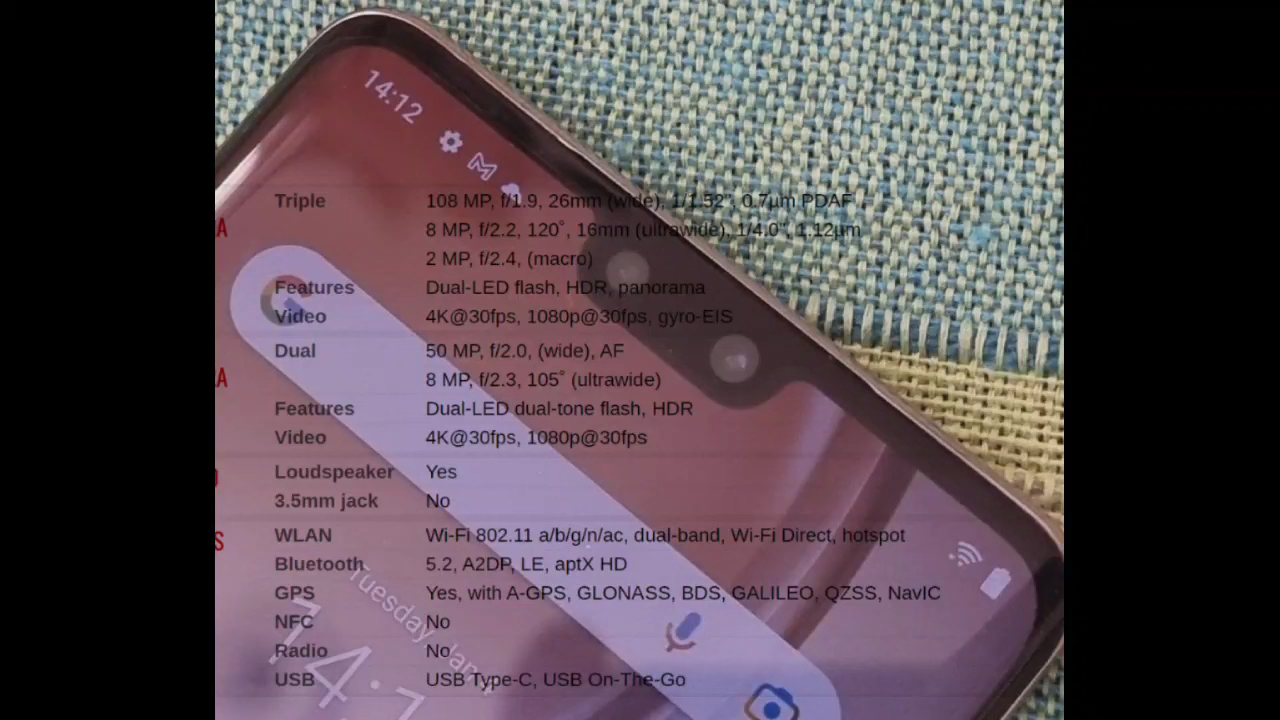 14:12
Triple 108 MP, f/1.9, 26mm (wide), 1/1.52", 0.7µm PDAF
A 8 MP, f/2.2, 120˚, 16mm (ultrawide), 1/4.0", 1.12µm
2 MP, f/2.4, (macro)
Features Dual-LED flash, HDR, panorama
Video 4K@30fps, 1080p@30fps, gyro-EIS
Dual 50 MP, f/2.0, (wide), AF
A 8 MP, f/2.3, 105˚ (ultrawide)
Features Dual-LED dual-tone flash, HDR
Video 4K@30fps, 1080p@30fps
Loudspeaker Yes
3.5mm jack No
WLAN Wi-Fi 802.11 a/b/g/n/ac, dual-band, Wi-Fi Direct, hotspot
S
Bluetooth 5.2, A2DP, LE, aptX HD
GPS Yes, with A-GPS, GLONASS, BDS, GALILEO, QZSS, NavIC
NFC No
Radio No
USB USB Type-C, USB On-The-Go
Tuesday